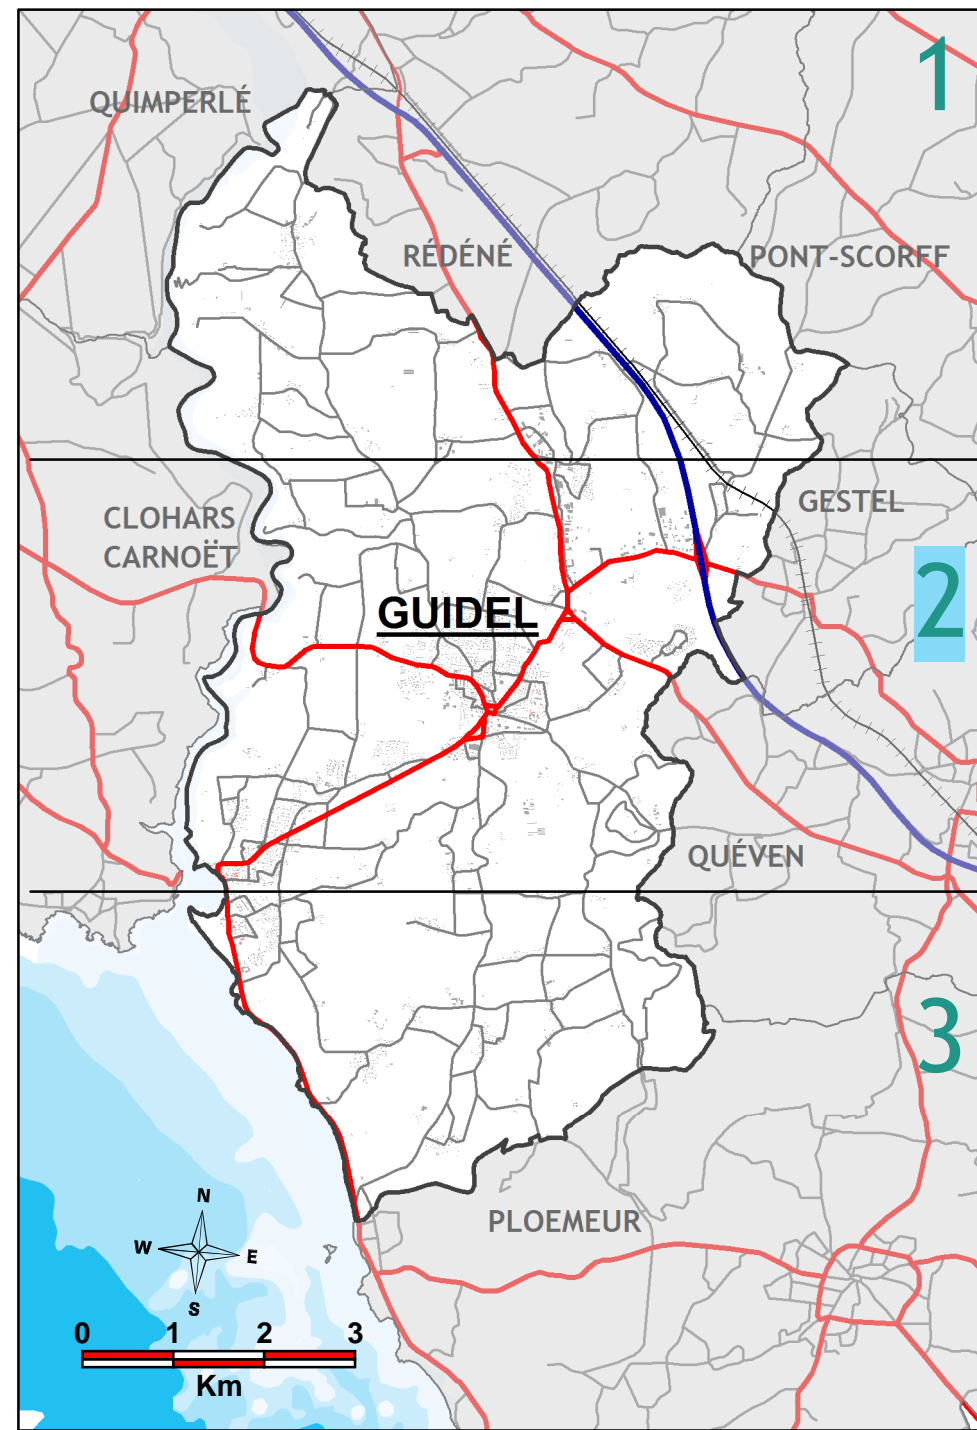 1
QUIMPERLÉ
RÉDÉNÉ
PONT-SCORFF
GESTEL
CLOHARS
CARNOËT
2
GUIDEL
QUÉVEN
3
N
W
E
S
PLOEMEUR
0 1 2 3
Km